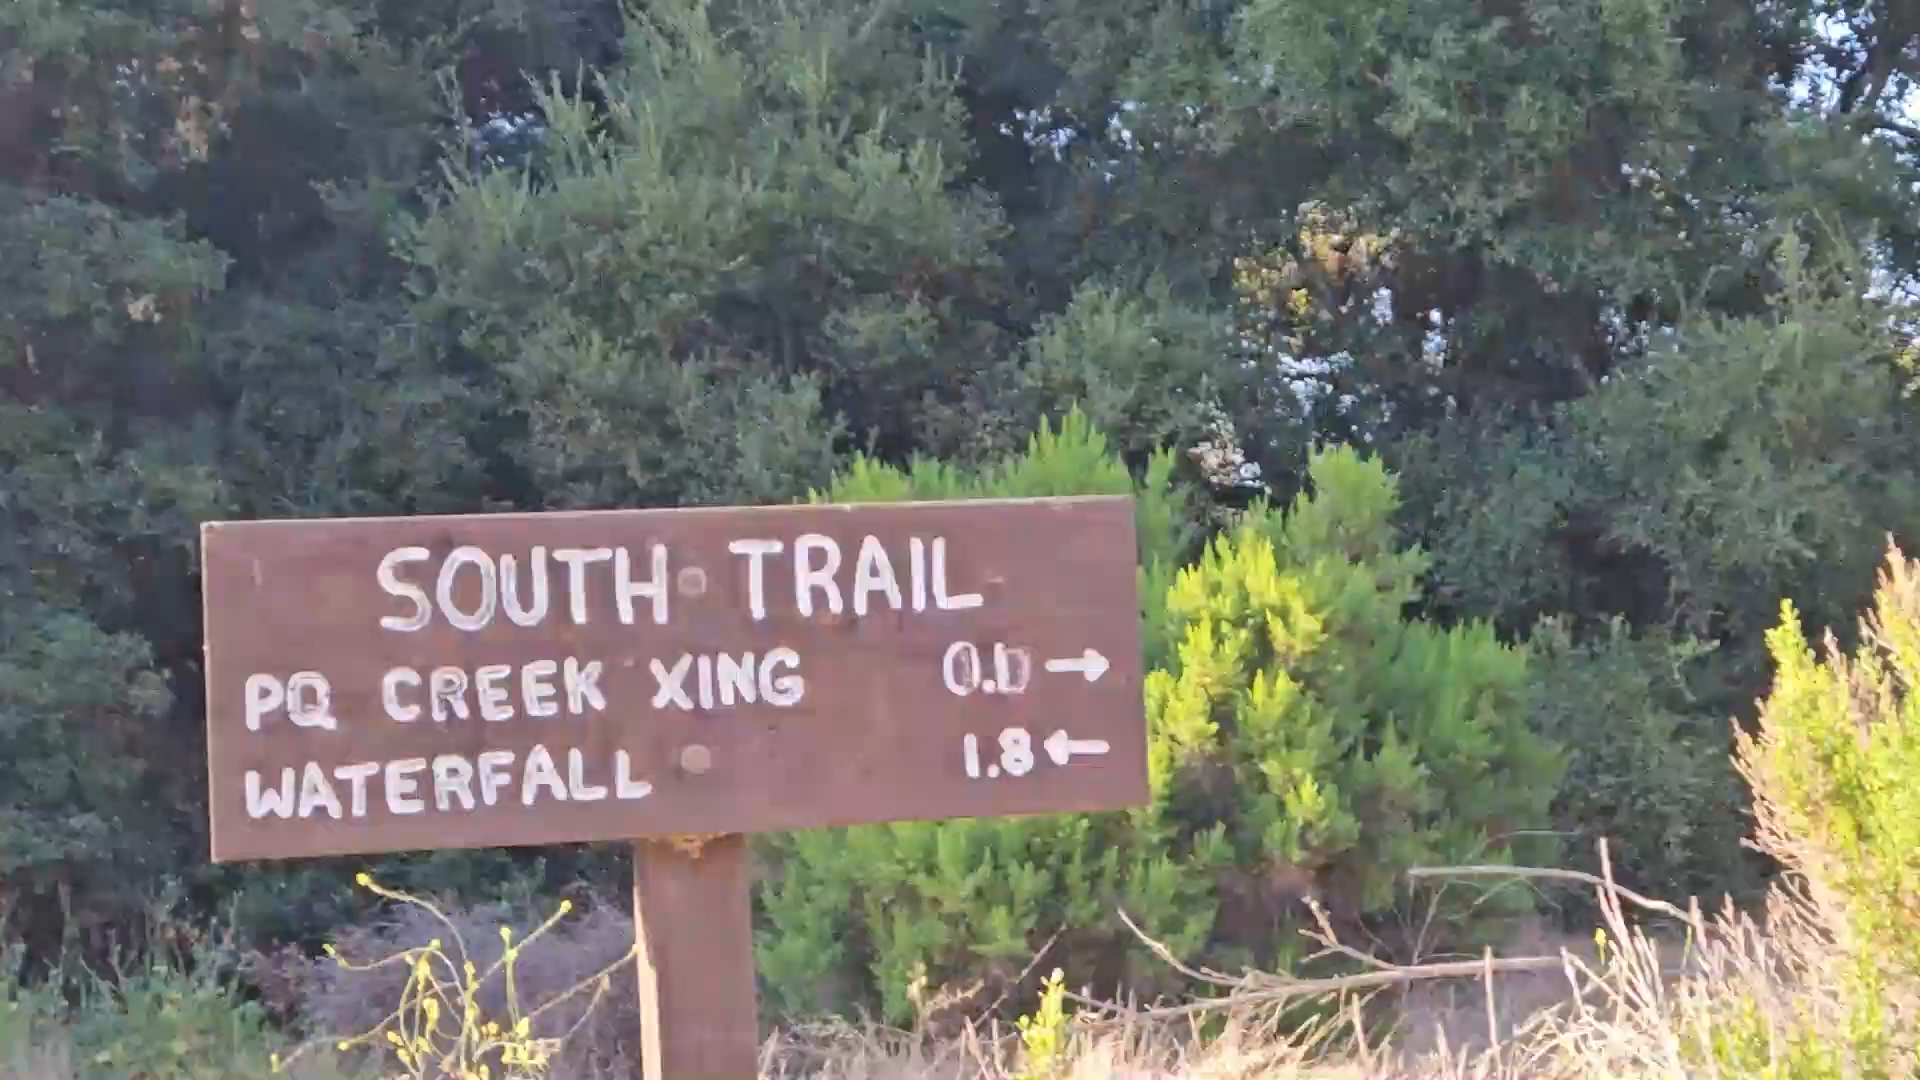 SOUTH TRAIL
PQ CREEK XING →
WATERFALL 1.8 ←